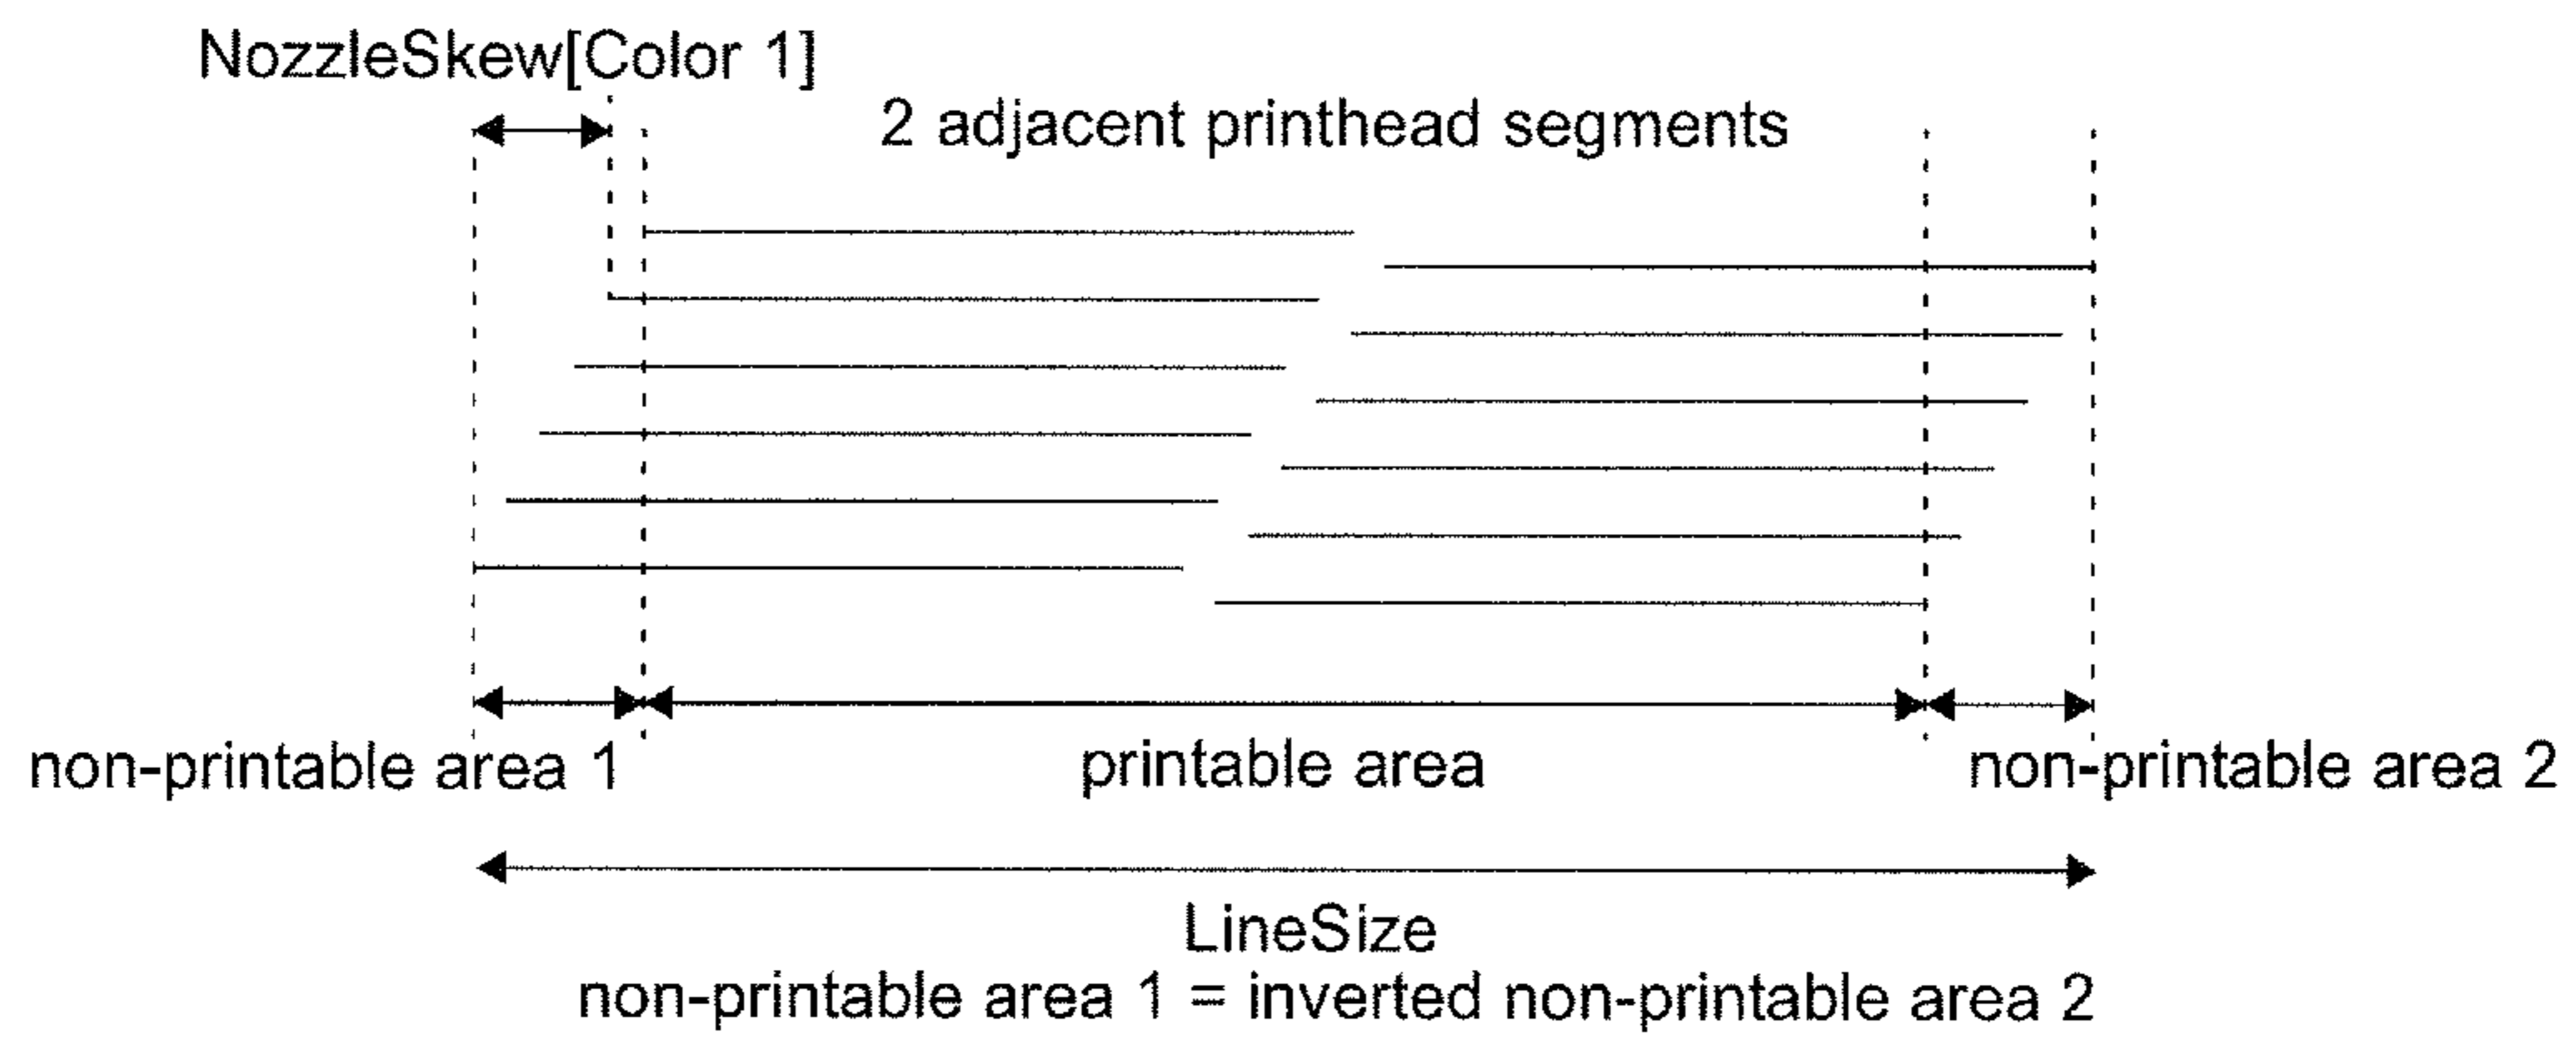 NozzleSkew[Color 1]
2 adjacent printhead segments
non-printable area 1
printable area
non-printable area 2
LineSize
non-printable area 1 = inverted non-printable area 2